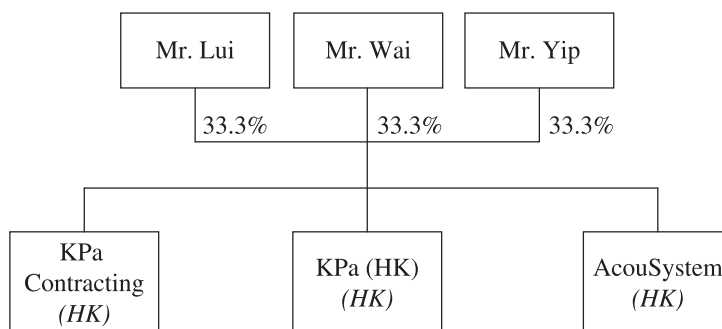 Mr. Lui
Mr. Wai
Mr. Yip
33.3%
33.3%
33.3%
KPa
Contracting
(HK)
KPa (HK)
(HK)
AcouSystem
(HK)